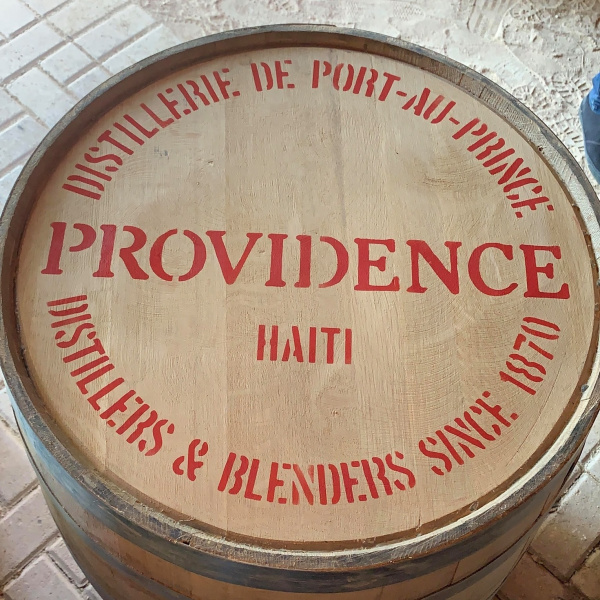 DISTILLERIE DE PORT-AU-PRINCE
PROVIDENCE
HAITI
DISTILLERS & BLENDERS SINCE 1870